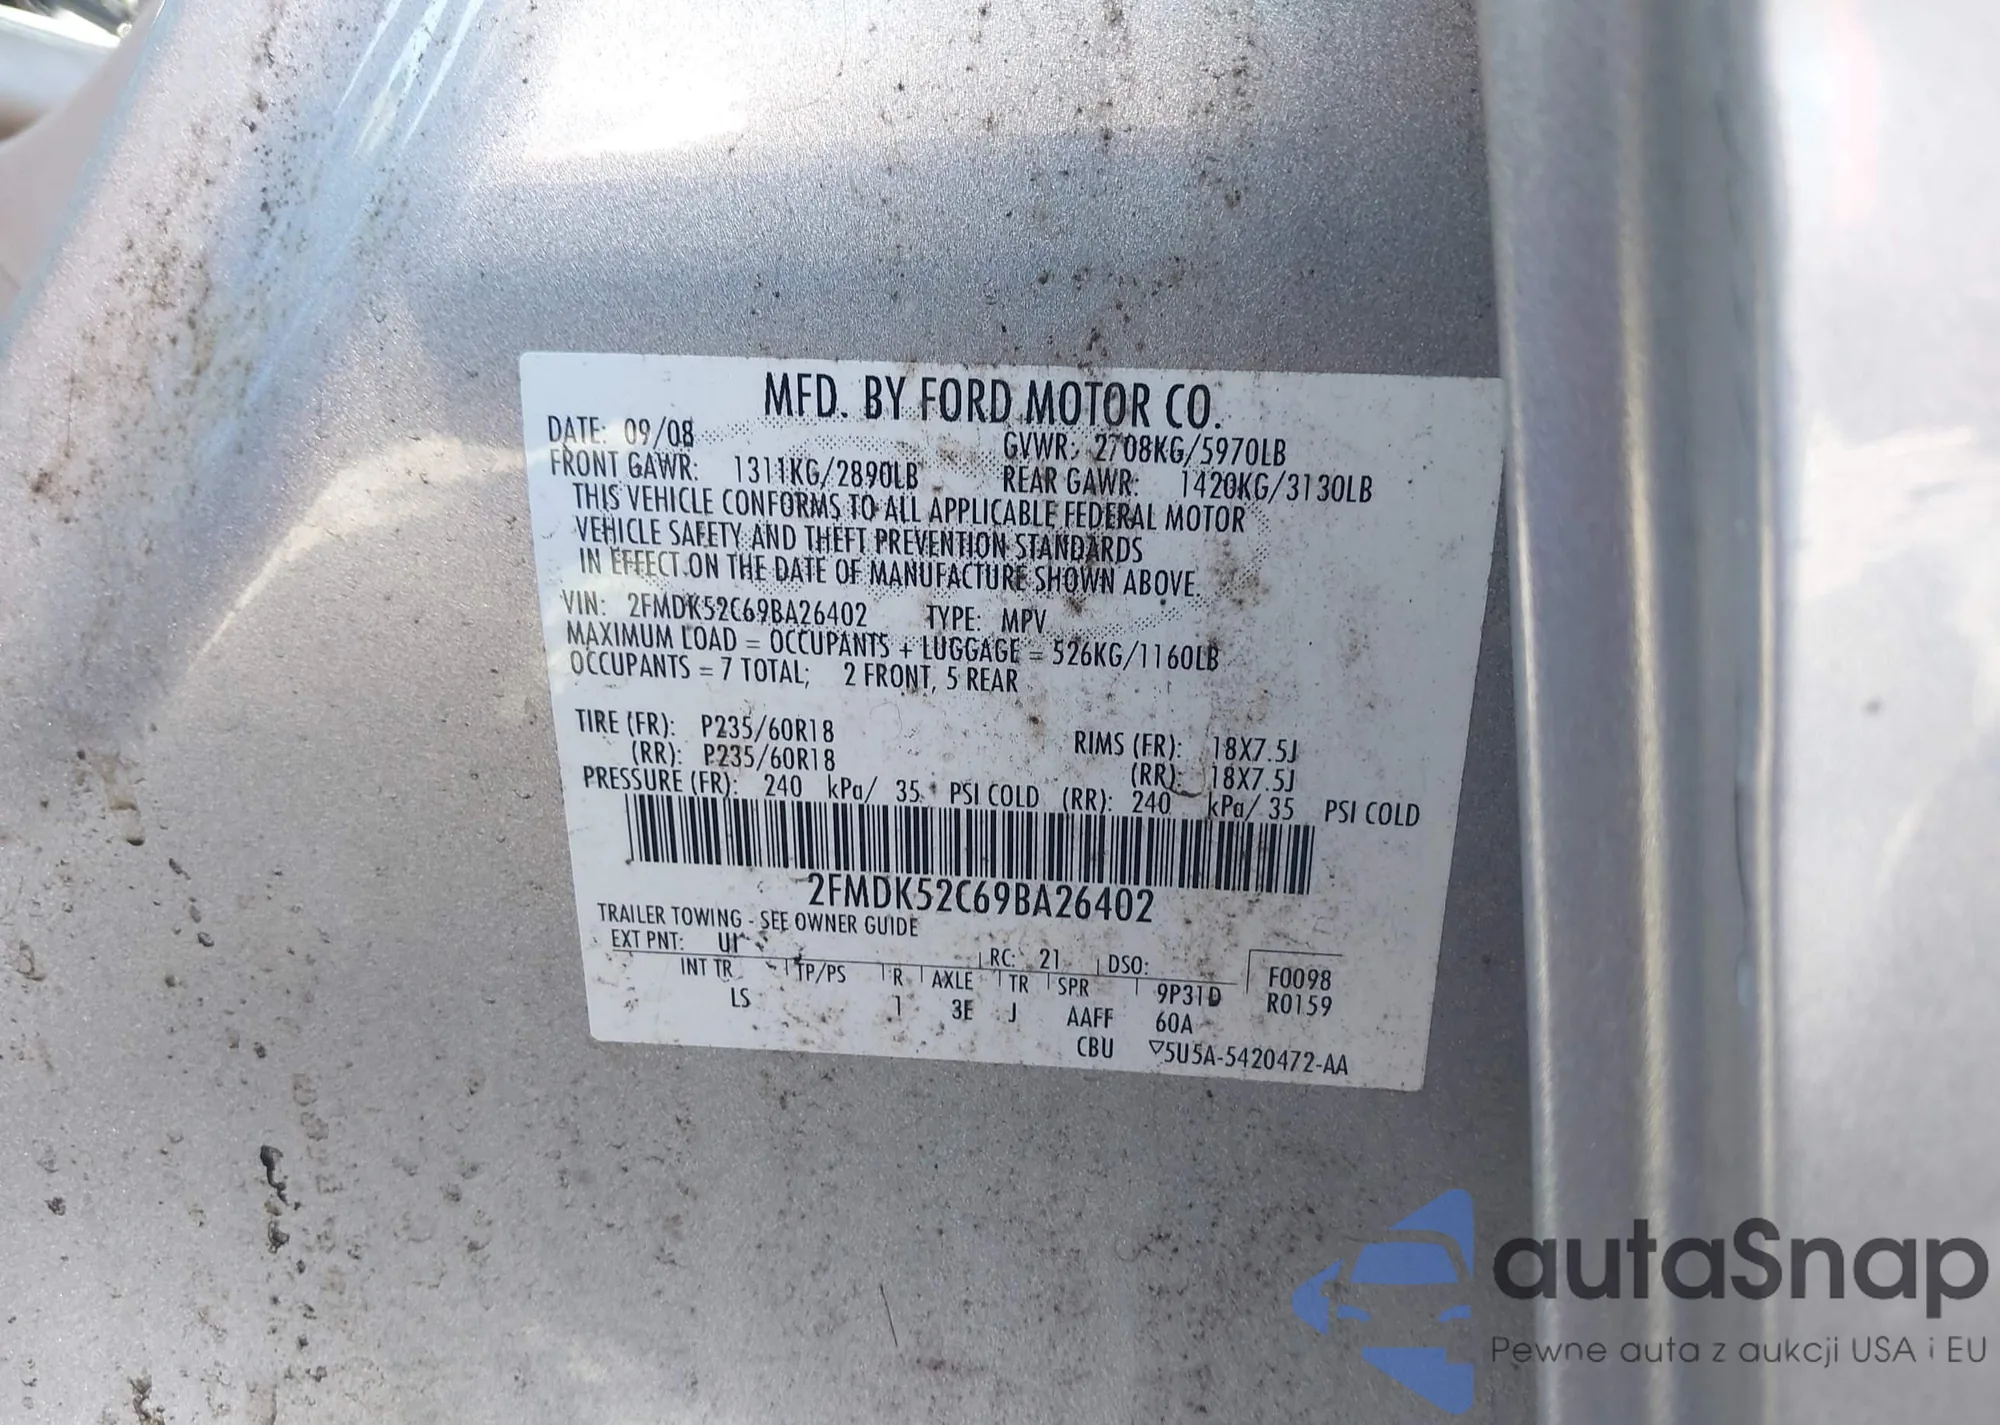 MFD. BY FORD MOTOR CO.
DATE: 09/08 GVWR: 2708KG/5970LB
FRONT GAWR: 1311KG/2890LB REAR GAWR: 1420KG/3130LB
THIS VEHICLE CONFORMS TO ALL APPLICABLE FEDERAL MOTOR
VEHICLE SAFETY AND THEFT PREVENTION STANDARDS
IN EFFECT ON THE DATE OF MANUFACTURE SHOWN ABOVE.
VIN: 2FMDK52C69BA26402 TYPE: MPV
MAXIMUM LOAD = OCCUPANTS + LUGGAGE = 526KG/1160LB
OCCUPANTS = 7 TOTAL; 2 FRONT, 5 REAR
TIRE (FR): P235/60R18 RIMS (FR): 18X7.5J
(RR): P235/60R18 (RR): 18X7.5J
PRESSURE (FR): 240 kPa/ 35 PSI COLD (RR): 240 kPa/ 35 PSI COLD
2FMDK52C69BA26402
TRAILER TOWING - SEE OWNER GUIDE
EXT PNT: RC: 21 DSO: F0098
INT TR TP/PS R AXLE TR SPR 9P31D R0159
LS 1 3E J AAFF 60A
CBU ▽5U5A-5420472-AA
autaSnap
Pewne auta z aukcji USA i EU